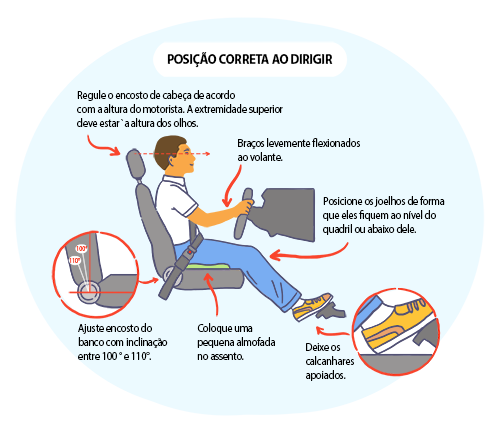 POSIÇÃO CORRETA AO DIRIGIR
Regule o encosto de cabeça de acordo
com a altura do motorista. A extremidade superior
deve estar`a altura dos olhos.
Braços levemente flexionados
ao volante.
Posicione os joelhos de forma
que eles fiquem ao nível do
quadril ou abaixo dele.
100°
110°
Ajuste encosto do
banco com inclinação
entre 100 ° e 110°.
Coloque uma
pequena almofada
no assento.
Deixe os
calcanhares
apoiados.